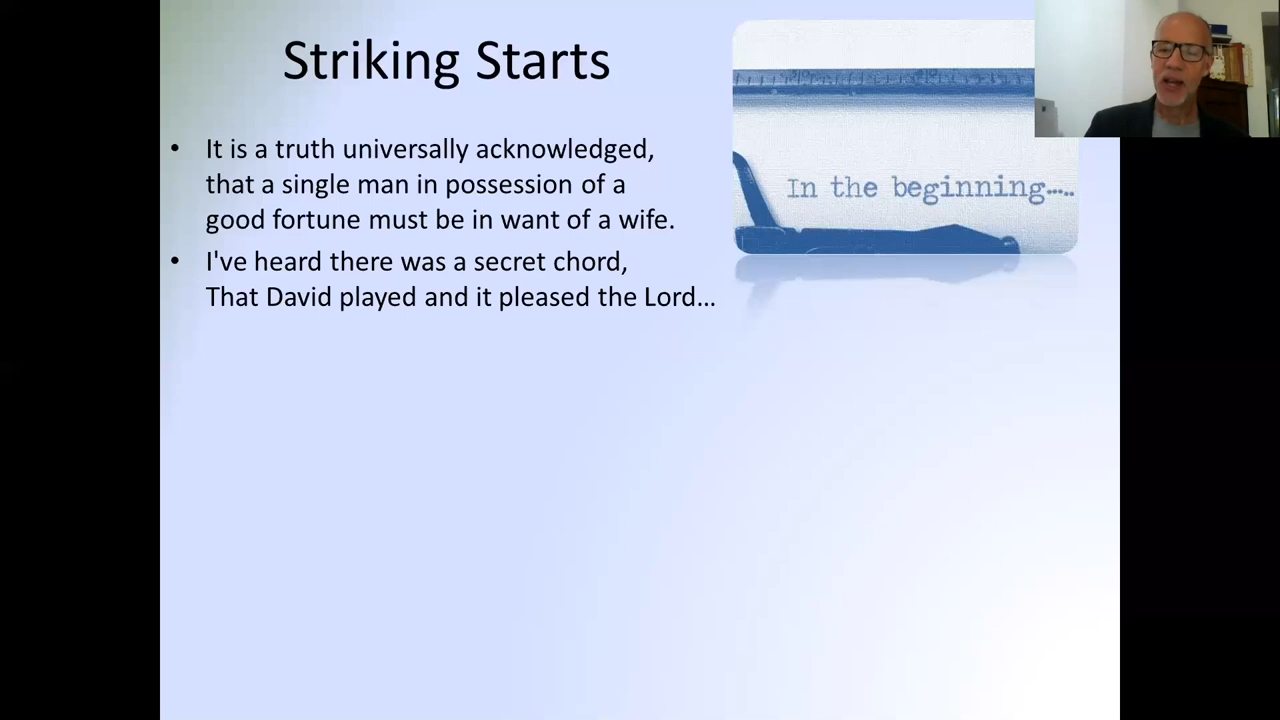 Striking Starts
• It is a truth universally acknowledged,
that a single man in possession of a
good fortune must be in want of a wife.
• I've heard there was a secret chord,
That David played and it pleased the Lord...
In the beginning.....